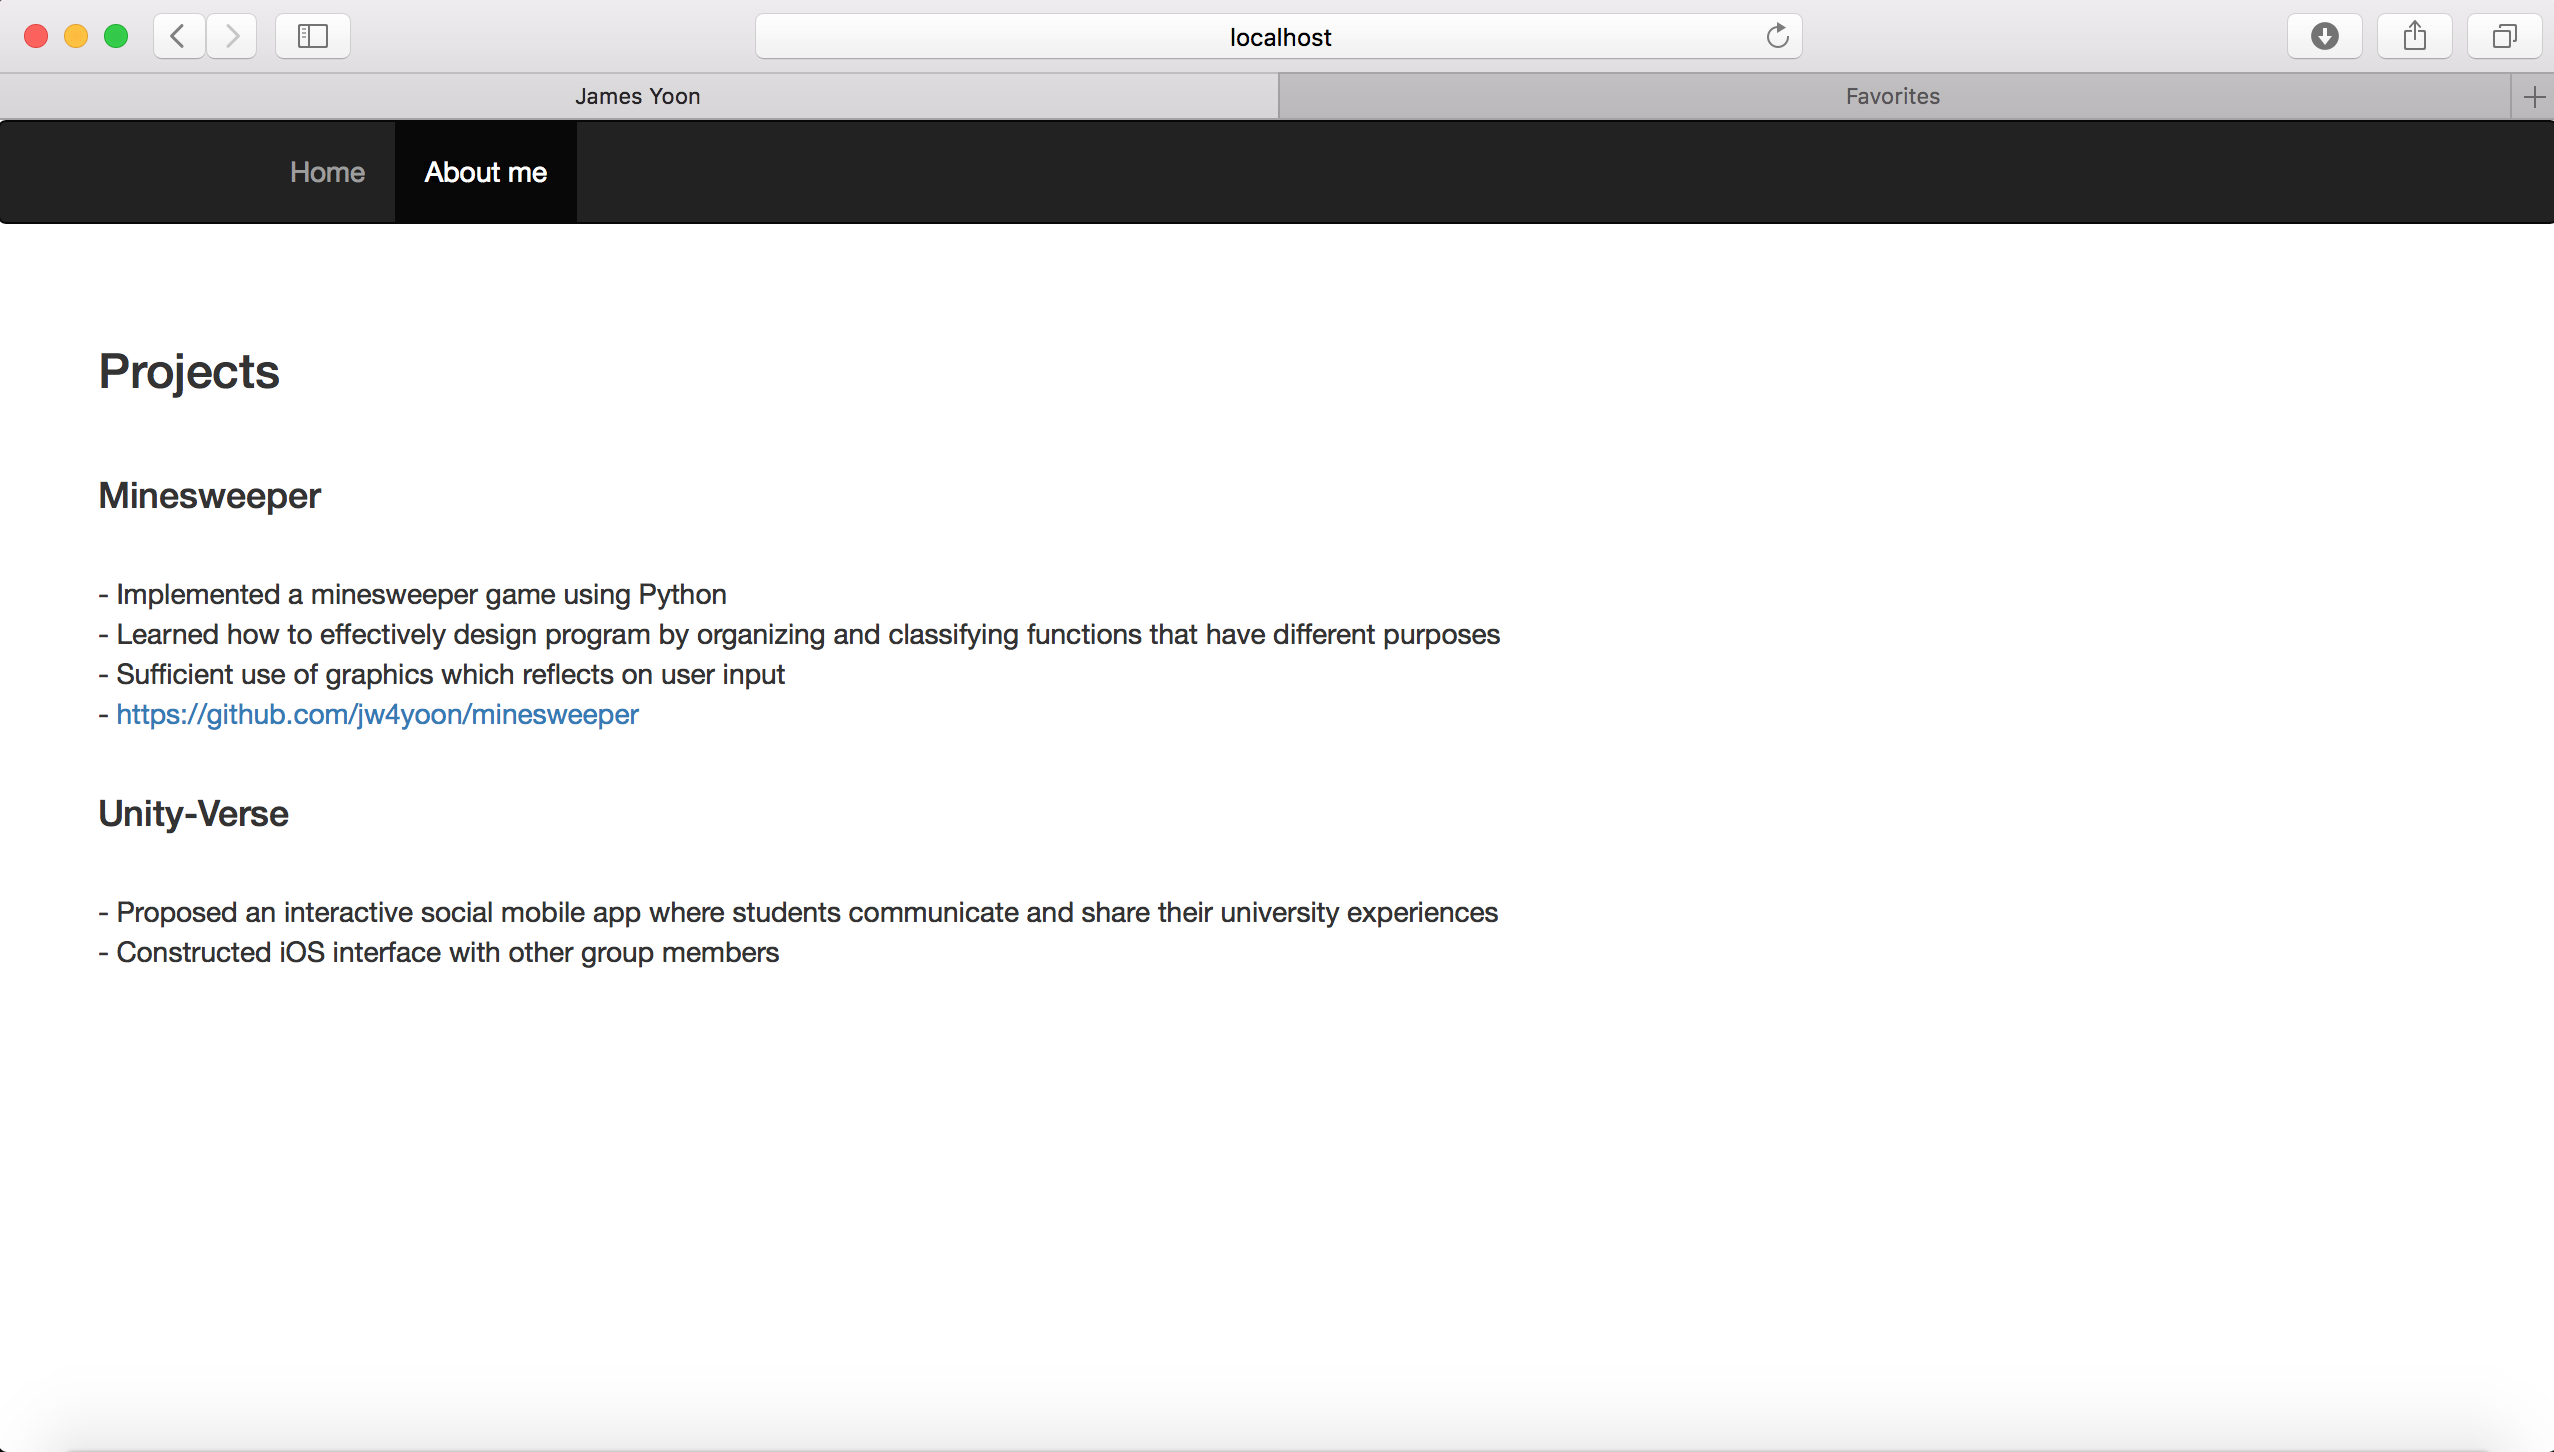 localhost
James Yoon
Favorites
Home
About me
Projects
Minesweeper
- Implemented a minesweeper game using Python
- Learned how to effectively design program by organizing and classifying functions that have different purposes
- Sufficient use of graphics which reflects on user input
- https://github.com/jw4yoon/minesweeper
Unity-Verse
- Proposed an interactive social mobile app where students communicate and share their university experiences
- Constructed iOS interface with other group members